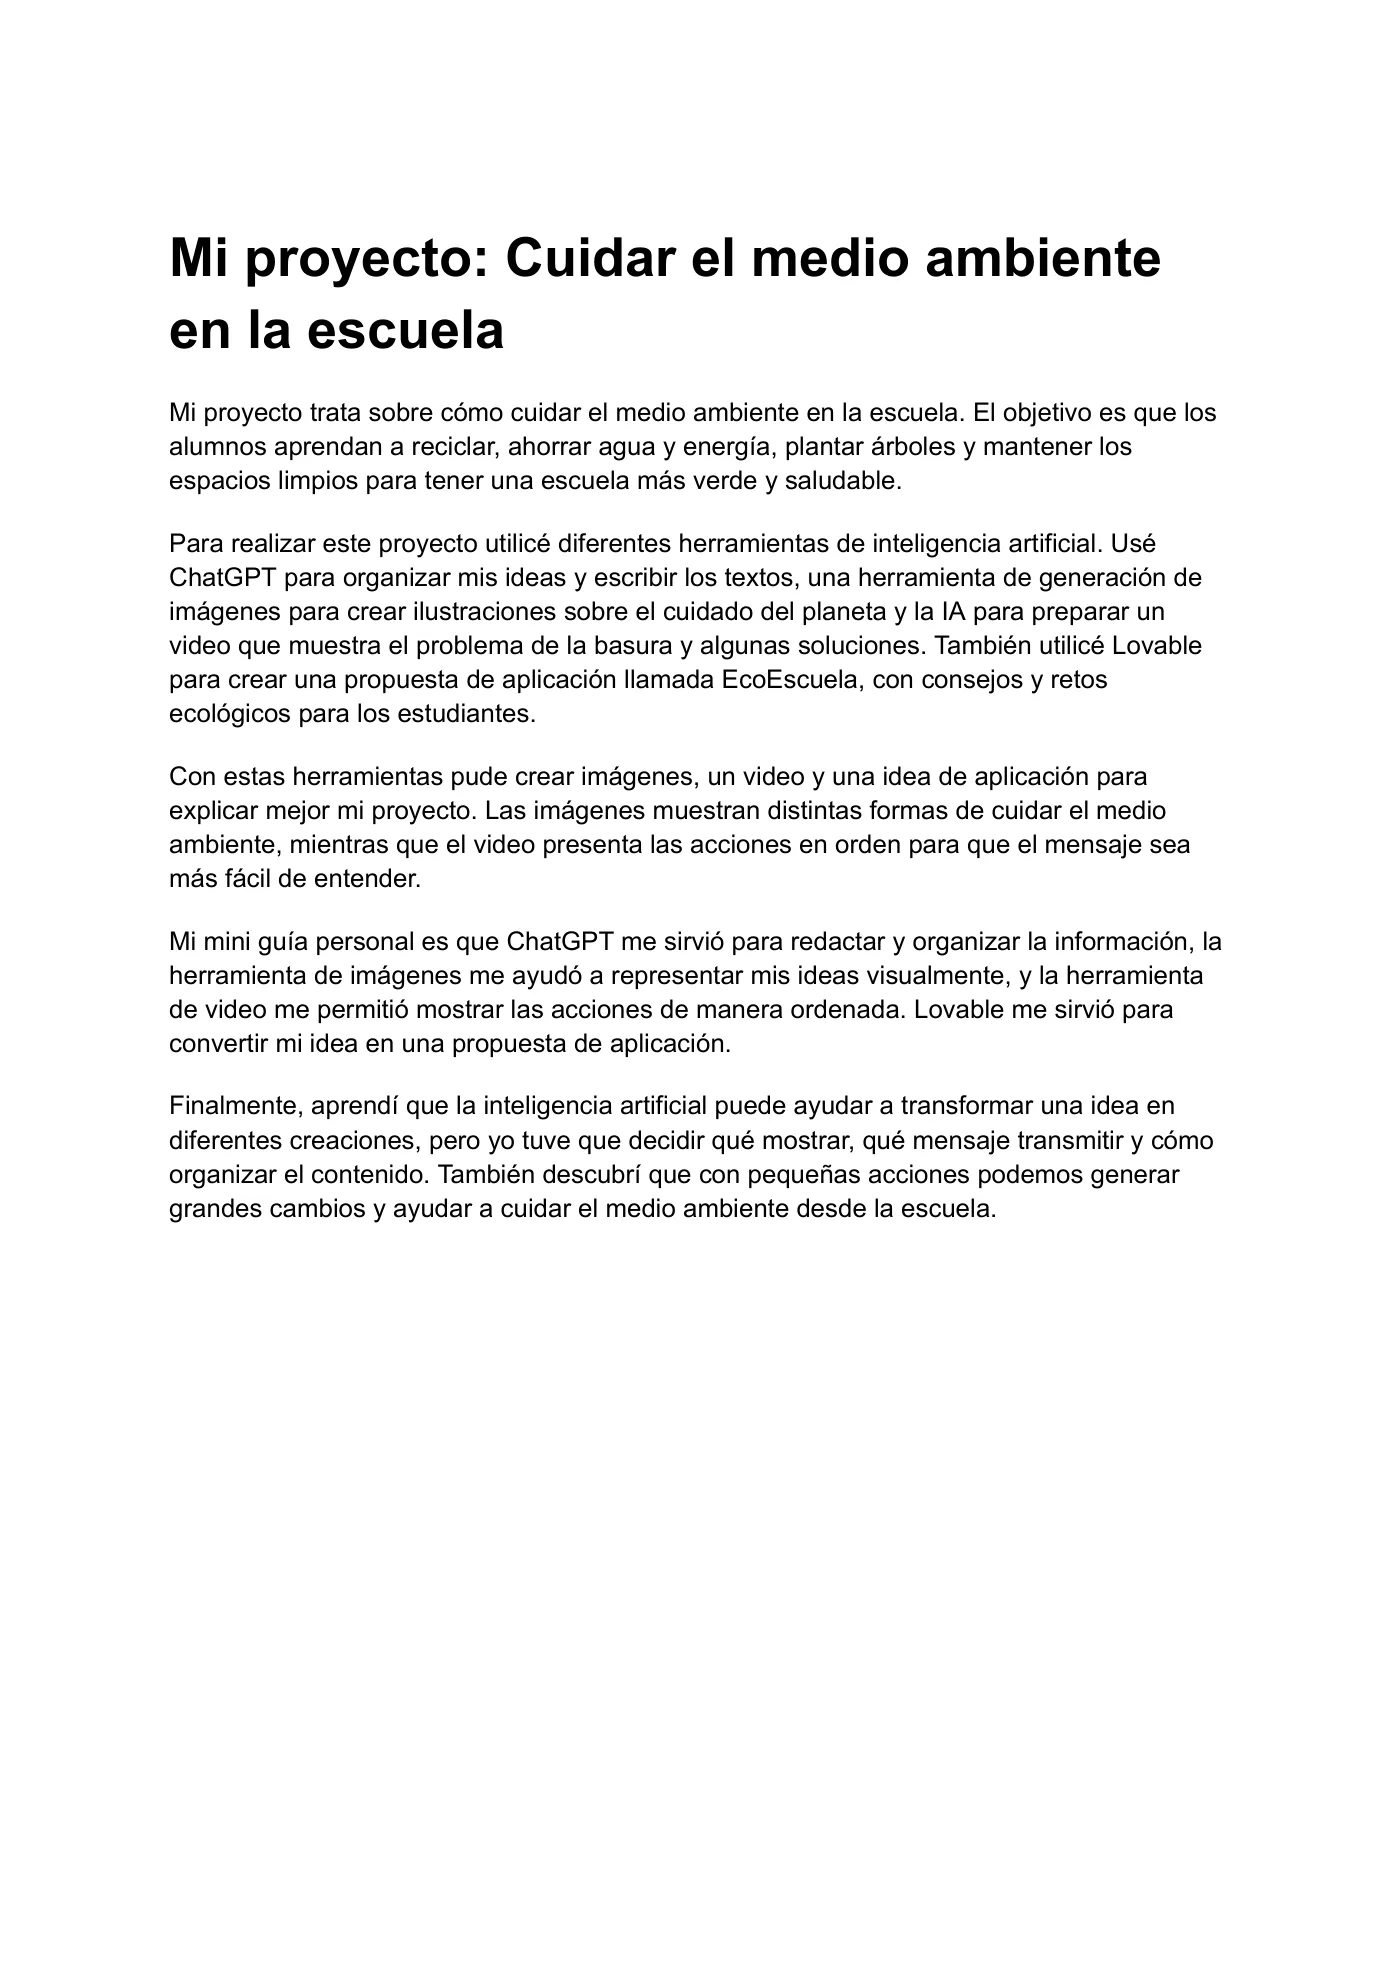 Mi proyecto: Cuidar el medio ambiente
en la escuela
Mi proyecto trata sobre cómo cuidar el medio ambiente en la escuela. El objetivo es que los
alumnos aprendan a reciclar, ahorrar agua y energía, plantar árboles y mantener los
espacios limpios para tener una escuela más verde y saludable.
Para realizar este proyecto utilicé diferentes herramientas de inteligencia artificial. Usé
ChatGPT para organizar mis ideas y escribir los textos, una herramienta de generación de
imágenes para crear ilustraciones sobre el cuidado del planeta y la IA para preparar un
video que muestra el problema de la basura y algunas soluciones. También utilicé Lovable
para crear una propuesta de aplicación llamada EcoEscuela, con consejos y retos
ecológicos para los estudiantes.
Con estas herramientas pude crear imágenes, un video y una idea de aplicación para
explicar mejor mi proyecto. Las imágenes muestran distintas formas de cuidar el medio
ambiente, mientras que el video presenta las acciones en orden para que el mensaje sea
más fácil de entender.
Mi mini guía personal es que ChatGPT me sirvió para redactar y organizar la información, la
herramienta de imágenes me ayudó a representar mis ideas visualmente, y la herramienta
de video me permitió mostrar las acciones de manera ordenada. Lovable me sirvió para
convertir mi idea en una propuesta de aplicación.
Finalmente, aprendí que la inteligencia artificial puede ayudar a transformar una idea en
diferentes creaciones, pero yo tuve que decidir qué mostrar, qué mensaje transmitir y cómo
organizar el contenido. También descubrí que con pequeñas acciones podemos generar
grandes cambios y ayudar a cuidar el medio ambiente desde la escuela.